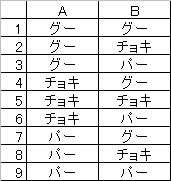 A B
1 グー グー
2 グー チョキ
3 グー パー
4 チョキ グー
5 チョキ チョキ
6 チョキ パー
7 パー グー
8 パー チョキ
9 パー パー